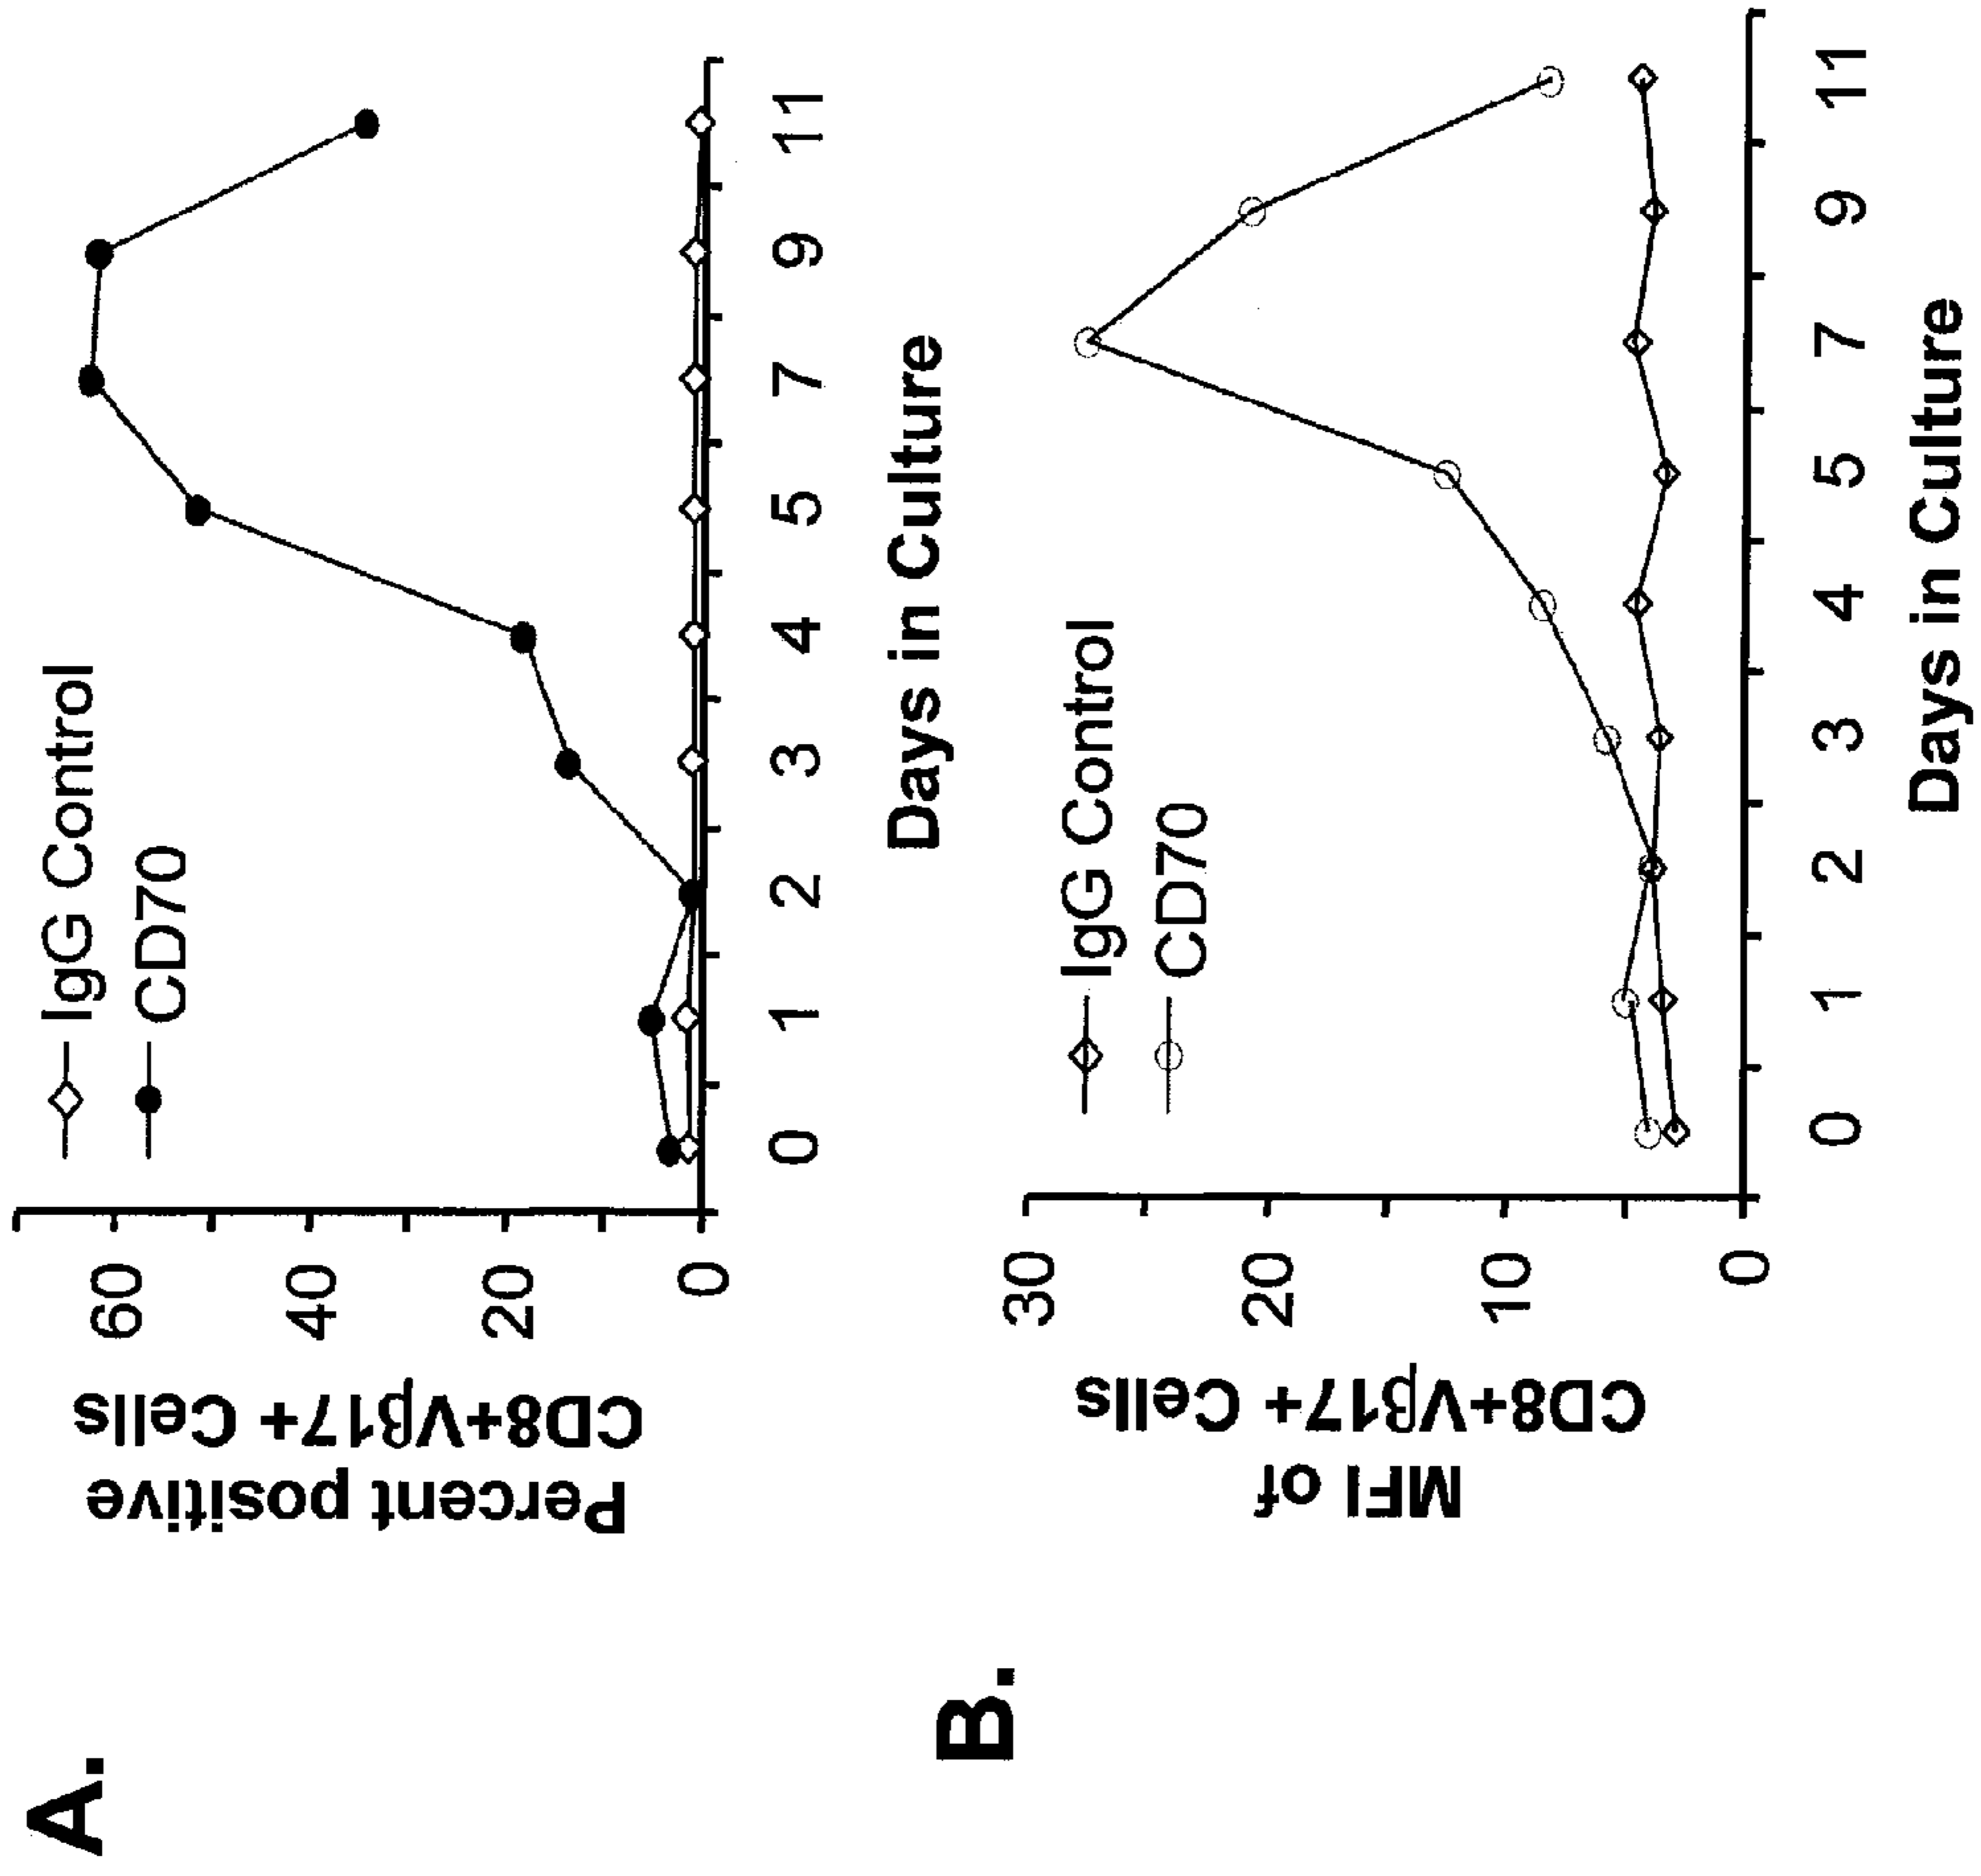 A.
Percent positive
CD8+Vβ17+ Cells
60
40
20
0
IgG Control
CD70
0 1 2 3 4 5 7 9 11
Days in Culture
B.
MFI of
CD8+Vβ17+ Cells
30
20
10
0
IgG Control
CD70
0 1 2 3 4 5 7 9 11
Days in Culture